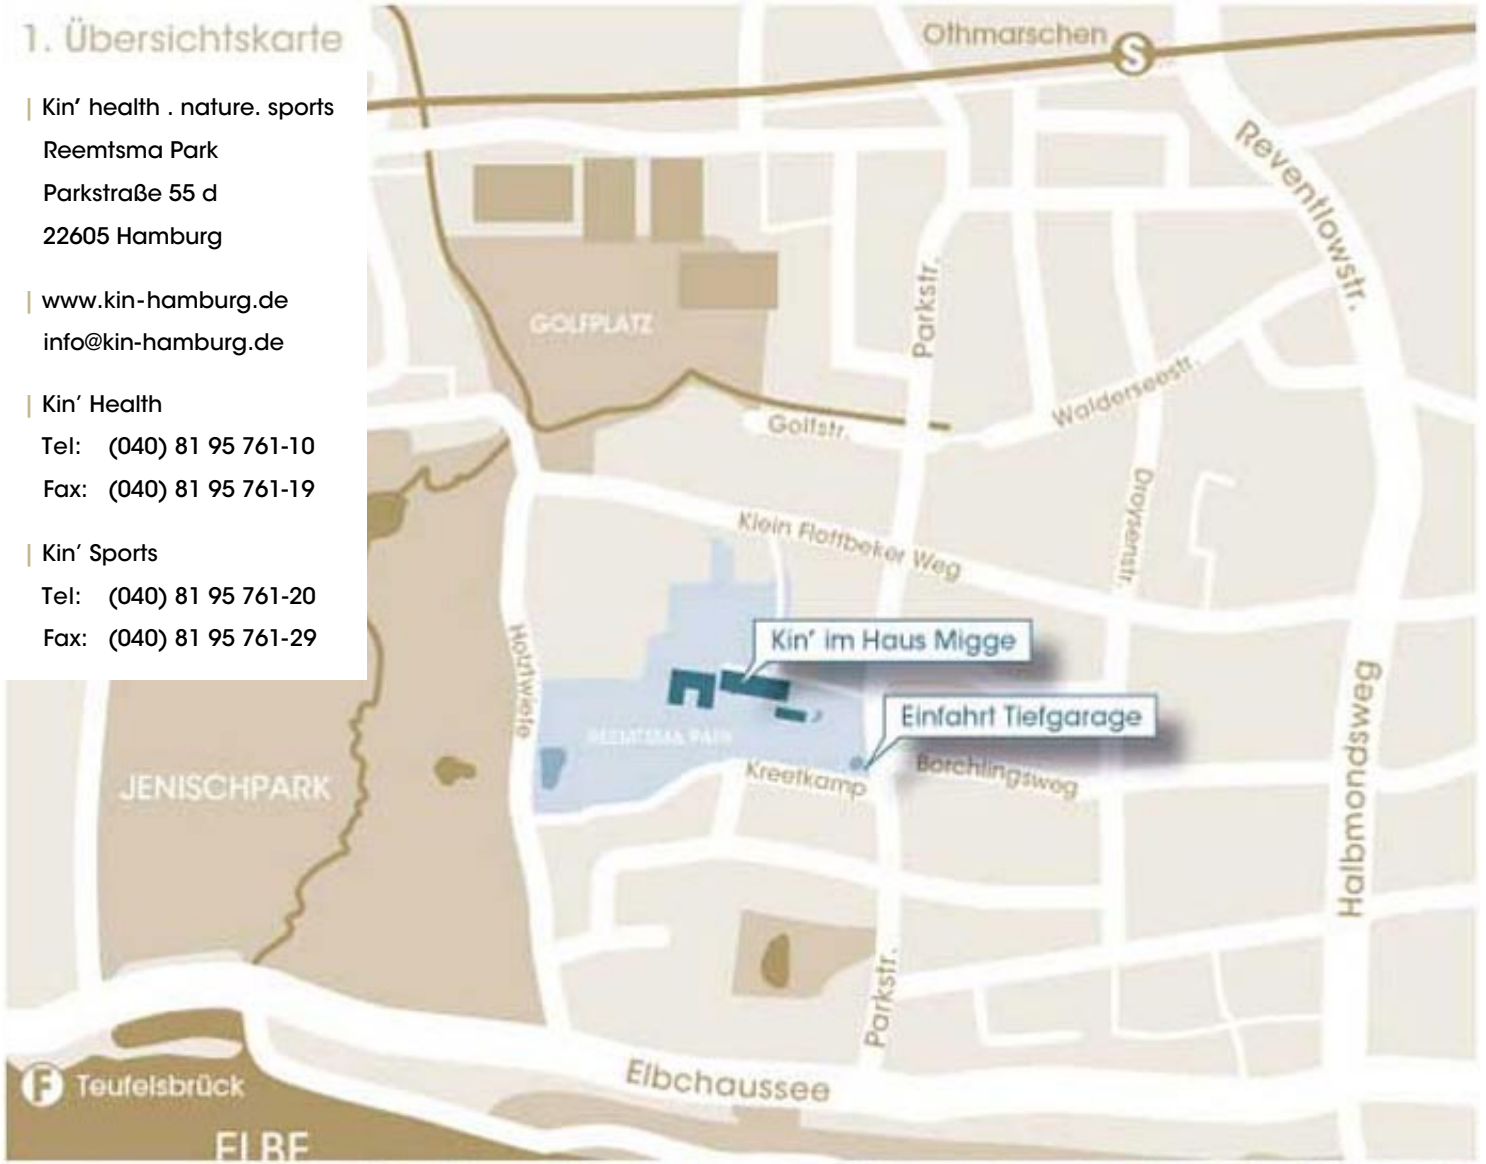 1. Übersichtskarte
| Kin' health . nature. sports
Reemtsma Park
Parkstraße 55 d
22605 Hamburg
| www.kin-hamburg.de
info@kin-hamburg.de
| Kin' Health
Tel: (040) 81 95 761-10
Fax: (040) 81 95 761-19
| Kin' Sports
Tel: (040) 81 95 761-20
Fax: (040) 81 95 761-29
Othmarschen
S
Reventlowstr.
Parkstr.
GOLFPLATZ
Golfstr.
Walderseestr.
Droysenstr.
Klein Flottbeker Weg
Holztwiete
Kin' im Haus Migge
Einfahrt Tiefgarage
REEMTSMA PARK
Kreetkamp
Borchlingsweg
Halbmondsweg
JENISCHPARK
Parkstr.
Elbchaussee
F Teufelsbrück
ELBE